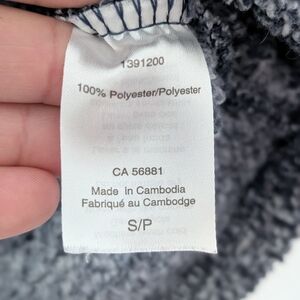 1391200
100% Polyester/Polyester
CA 56881
Made In Cambodia
Fabriqué au Cambodge
S/P